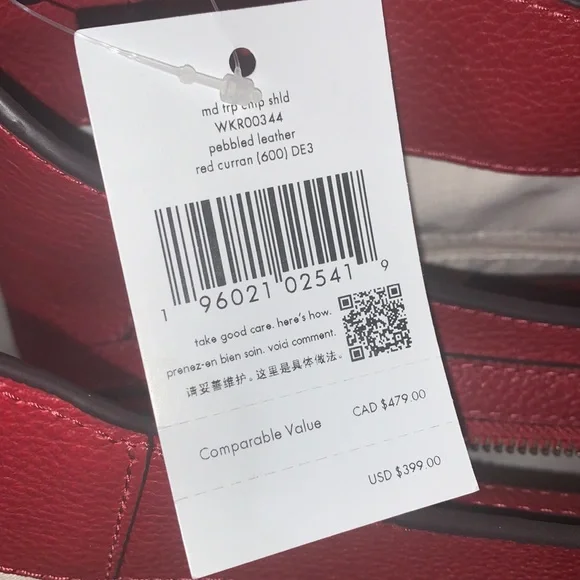 md trp chp shld
WKR00344
pebbled leather
red curran (600) DE3
1 96021 02541 9
take good care. here's how.
prenez-en bien soin. voici comment.
请妥善维护。这里是具体做法。
Comparable Value
CAD $479.00
USD $399.00